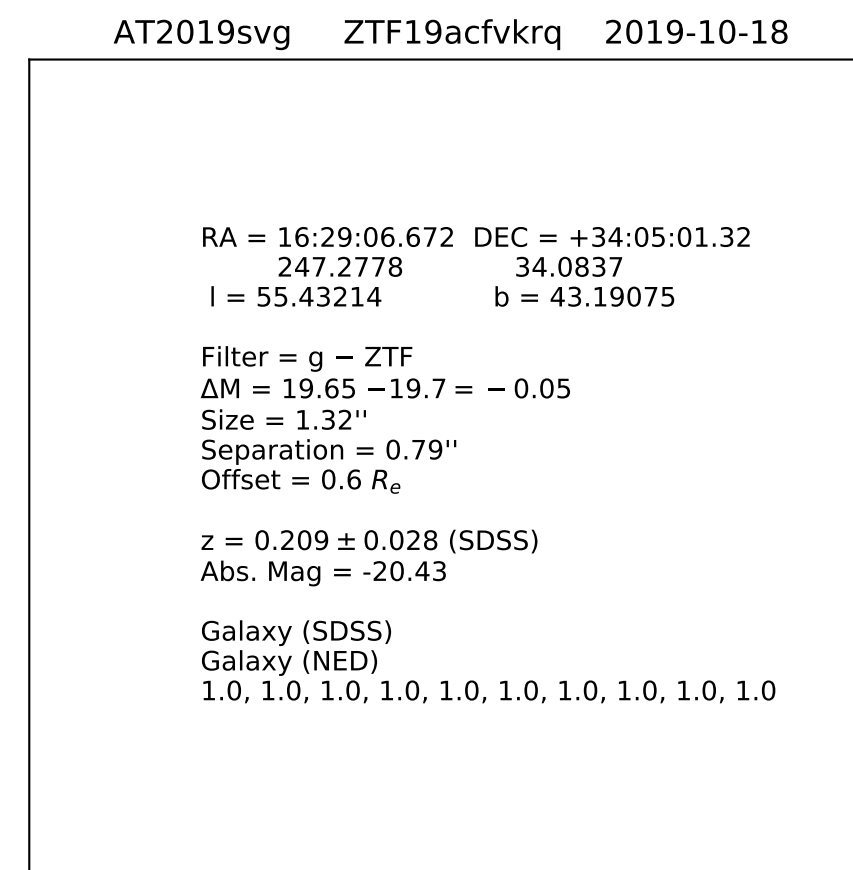 AT2019svg ZTF19acfvkrq 2019-10-18
RA = 16:29:06.672 DEC = +34:05:01.32
247.2778 34.0837
l = 55.43214 b = 43.19075
Filter = g − ZTF
ΔM = 19.65 −19.7 = − 0.05
Size = 1.32''
Separation = 0.79''
Offset = 0.6 Re
z = 0.209 ± 0.028 (SDSS)
Abs. Mag = -20.43
Galaxy (SDSS)
Galaxy (NED)
1.0, 1.0, 1.0, 1.0, 1.0, 1.0, 1.0, 1.0, 1.0, 1.0